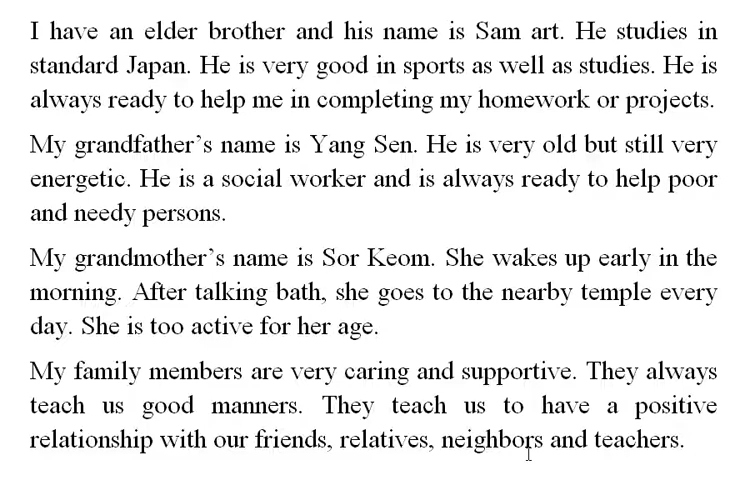 I have an elder brother and his name is Sam art. He studies in
standard Japan. He is very good in sports as well as studies. He is
always ready to help me in completing my homework or projects.
My grandfather’s name is Yang Sen. He is very old but still very
energetic. He is a social worker and is always ready to help poor
and needy persons.
My grandmother’s name is Sor Keom. She wakes up early in the
morning. After talking bath, she goes to the nearby temple every
day. She is too active for her age.
My family members are very caring and supportive. They always
teach us good manners. They teach us to have a positive
relationship with our friends, relatives, neighbors and teachers.